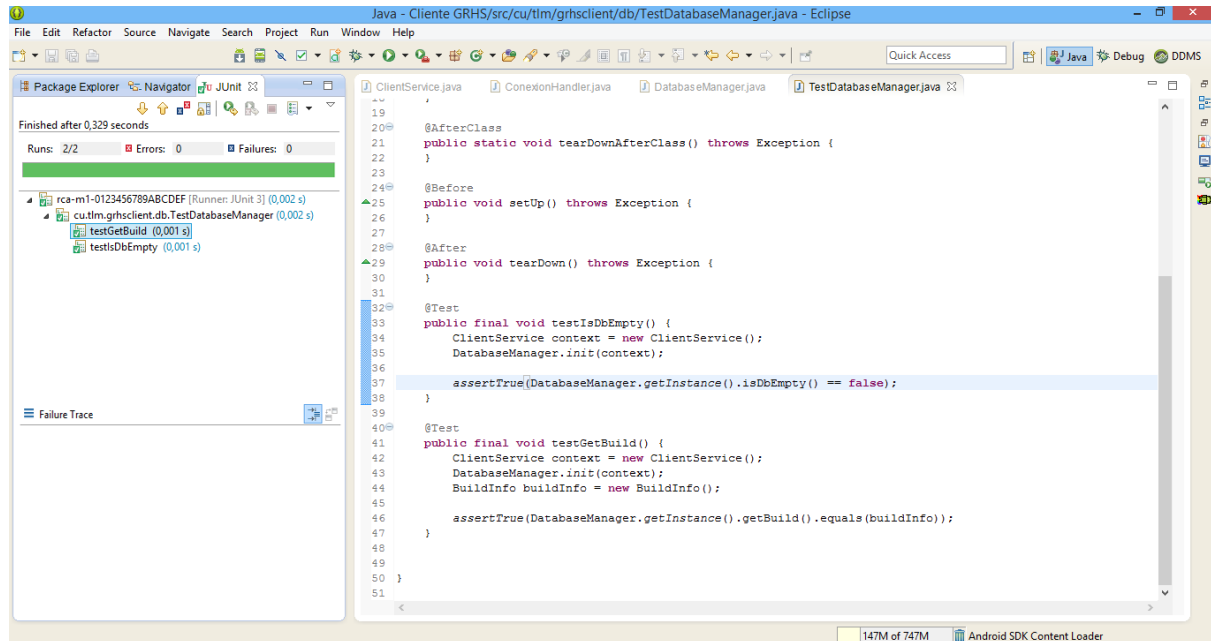 Java - Cliente GRHS/src/cu/tlm/grhsclient/db/TestDatabaseManager.java - Eclipse
File Edit Refactor Source Navigate Search Project Run Window Help
Quick Access
Java
Debug
DDMS
Package Explorer
Navigator
JUnit
Finished after 0,329 seconds
Runs: 2/2
Errors: 0
Failures: 0
rca-m1-0123456789ABCDEF [Runner: JUnit 3] (0,002 s)
cu.tlm.grhsclient.db.TestDatabaseManager (0,002 s)
testGetBuild (0,001 s)
testIsDbEmpty (0,001 s)
Failure Trace
ClientService.java
ConexionHandler.java
DatabaseManager.java
TestDatabaseManager.java
18 }
19
20 @AfterClass
21 public static void tearDownAfterClass() throws Exception {
22 }
23
24 @Before
25 public void setUp() throws Exception {
26 }
27
28 @After
29 public void tearDown() throws Exception {
30 }
31
32 @Test
33 public final void testIsDbEmpty() {
34 ClientService context = new ClientService();
35 DatabaseManager.init(context);
36
37 assertTrue(DatabaseManager.getInstance().isDbEmpty() == false);
38 }
39
40 @Test
41 public final void testGetBuild() {
42 ClientService context = new ClientService();
43 DatabaseManager.init(context);
44 BuildInfo buildInfo = new BuildInfo();
45
46 assertTrue(DatabaseManager.getInstance().getBuild().equals(buildInfo));
47 }
48
49
50 }
51
147M of 747M
Android SDK Content Loader